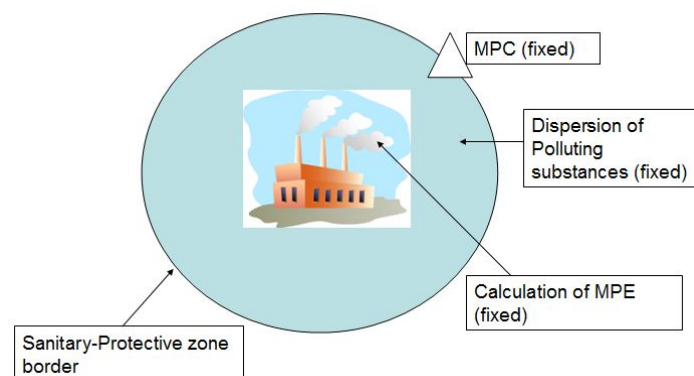 MPC (fixed)
Dispersion of
Polluting
substances (fixed)
Calculation of MPE
(fixed)
Sanitary-Protective zone
border